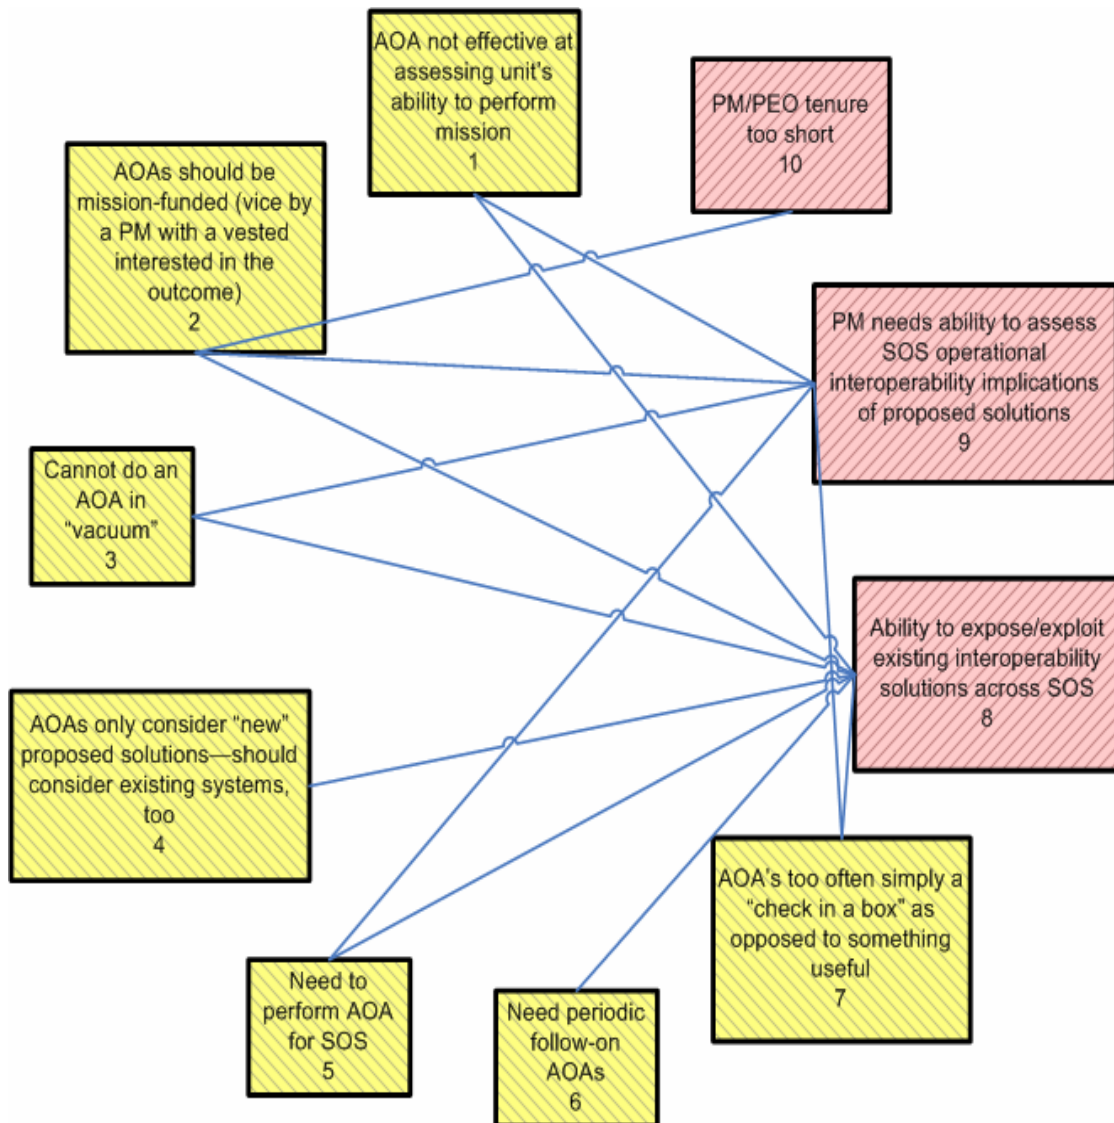 AOA not effective at
assessing unit's
ability to perform
mission
1
PM/PEO tenure
too short
10
AOAs should be
mission-funded (vice by
a PM with a vested
interested in the
outcome)
2
PM needs ability to assess
SOS operational
interoperability implications
of proposed solutions
9
Cannot do an
AOA in
“vacuum”
3
Ability to expose/exploit
existing interoperability
solutions across SOS
8
AOAs only consider “new”
proposed solutions—should
consider existing systems,
too
4
AOA's too often simply a
“check in a box” as
opposed to something
useful
7
Need to
perform AOA
for SOS
5
Need periodic
follow-on
AOAs
6